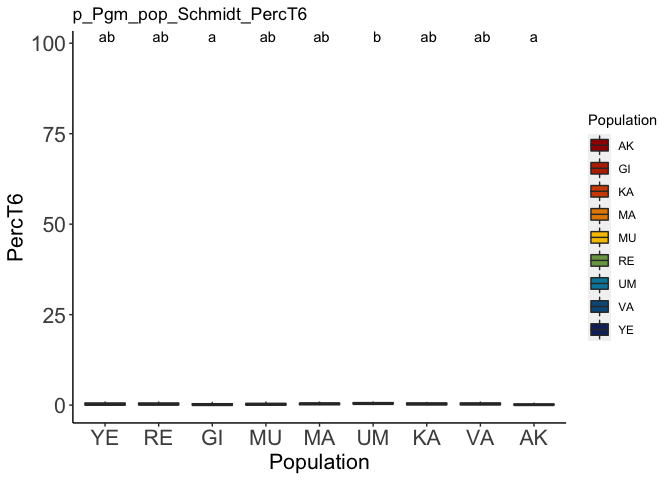 p_Pgm_pop_Schmidt_PercT6
ab ab a ab ab b ab ab a
100
75
50
25
0
PercT6
YE RE GI MU MA UM KA VA AK
Population
Population
AK
GI
KA
MA
MU
RE
UM
VA
YE